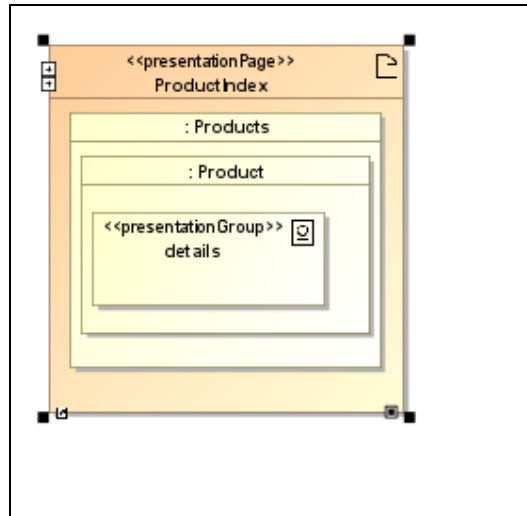 <<presentationPage>>
ProductIndex
: Products
: Product
<<presentationGroup>>
details